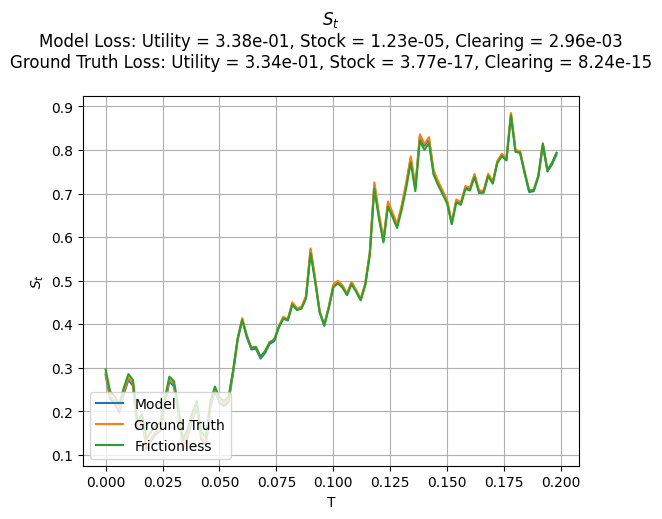 S_t
Model Loss: Utility = 3.38e-01, Stock = 1.23e-05, Clearing = 2.96e-03
Ground Truth Loss: Utility = 3.34e-01, Stock = 3.77e-17, Clearing = 8.24e-15
0.9
0.8
0.7
0.6
0.5
0.4
0.3
0.2
0.1
S_t
Model
Ground Truth
Frictionless
0.000 0.025 0.050 0.075 0.100 0.125 0.150 0.175 0.200
T